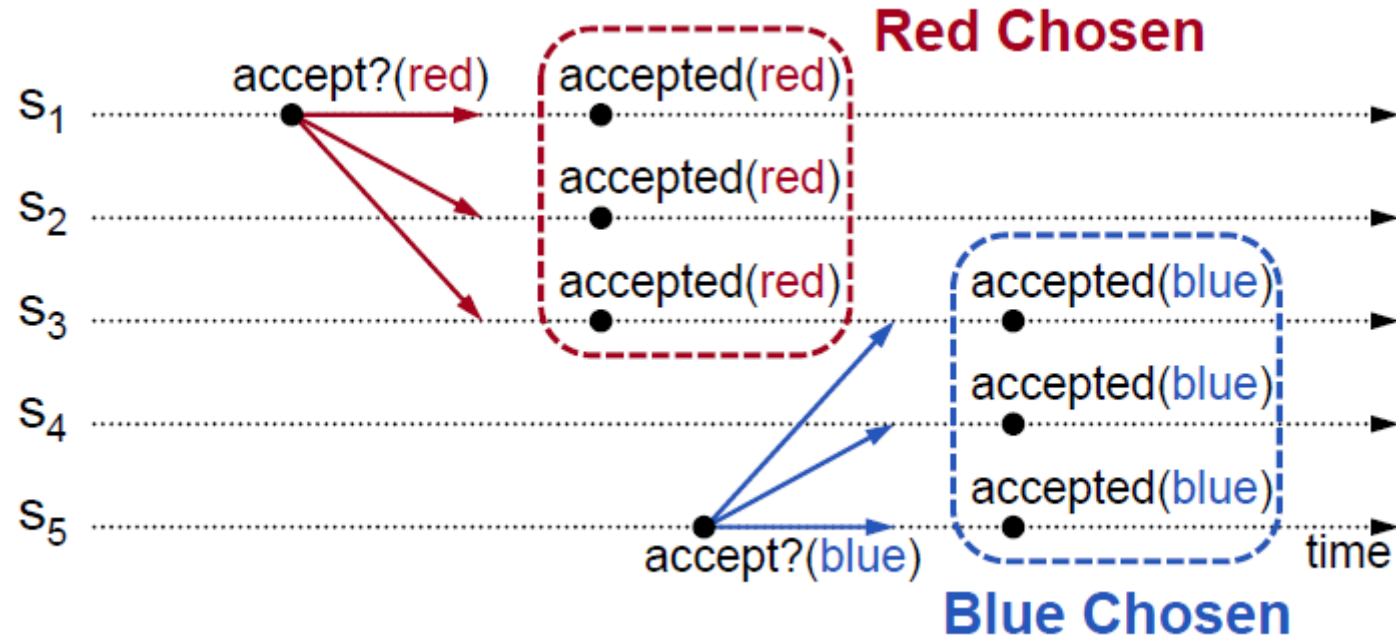 Red Chosen
accept?(red) accepted(red)
S1
accepted(red)
S2
accepted(red) accepted(blue)
S3
accepted(blue)
S4
accepted(blue)
S5
accept?(blue) time
Blue Chosen